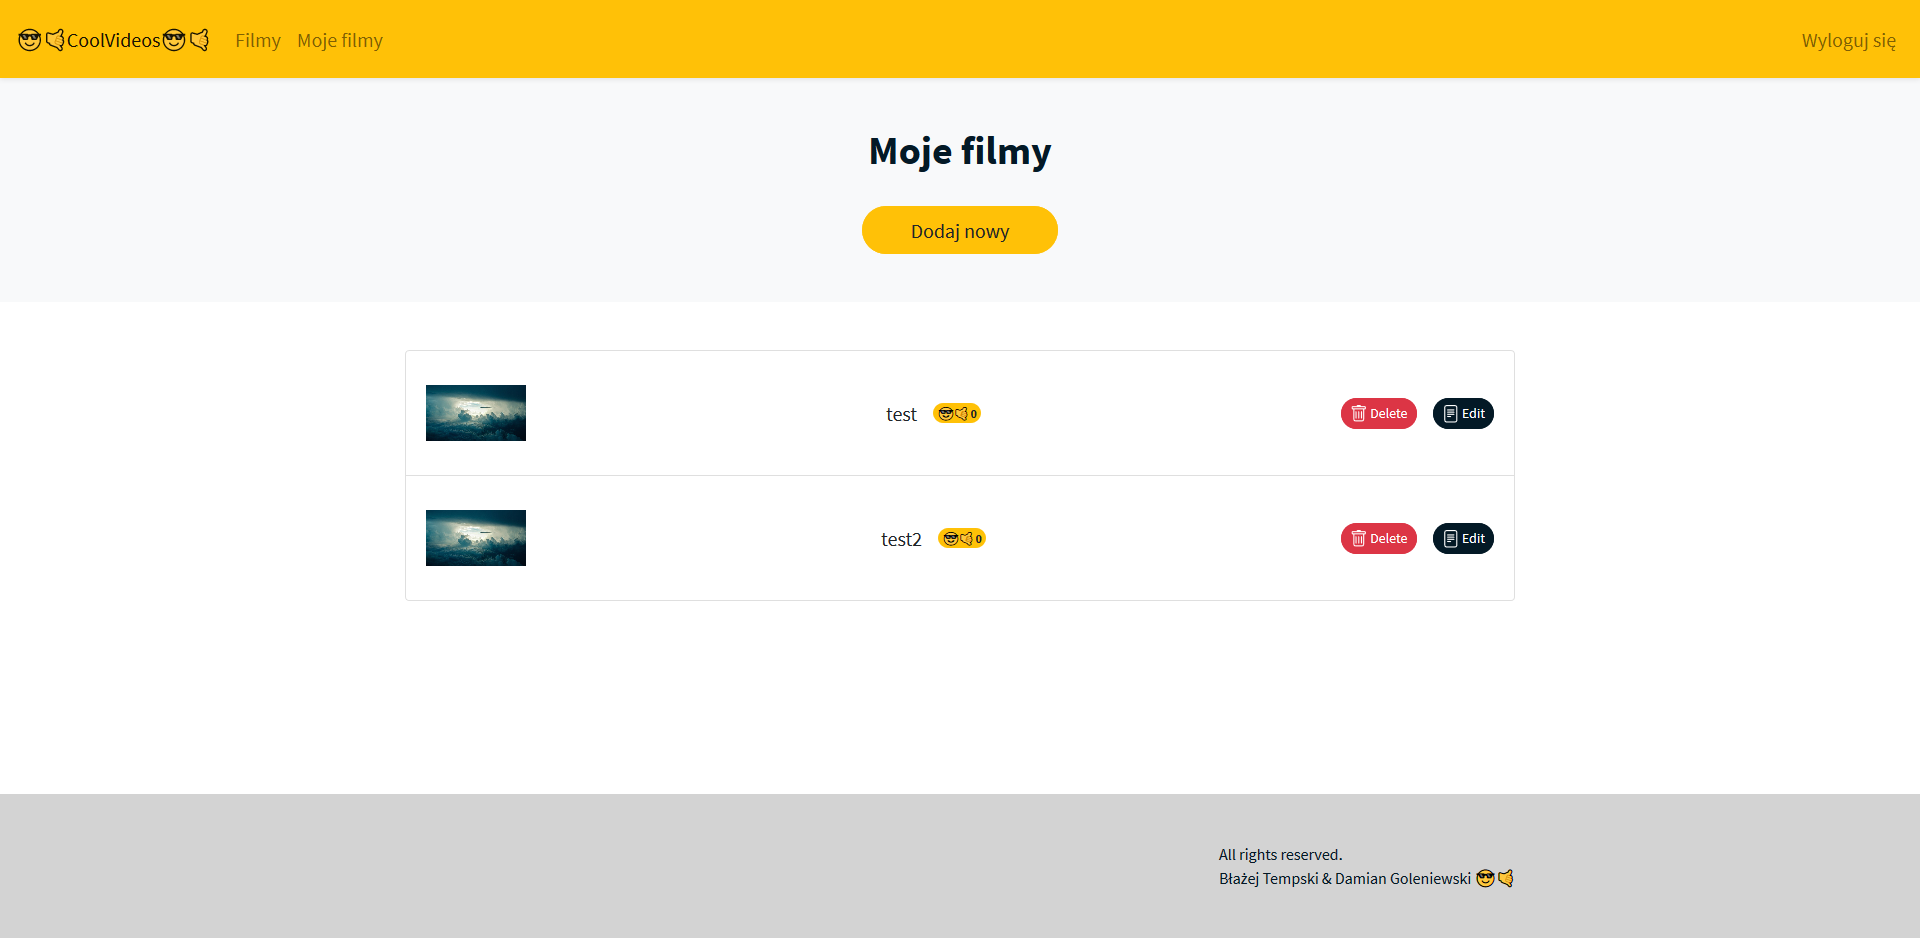 😎🤙CoolVideos😎🤙 Filmy Moje filmy Wyloguj się
Moje filmy
Dodaj nowy
test 😎🤙 0 Delete Edit
test2 😎🤙 0 Delete Edit
All rights reserved.
Błażej Tempski & Damian Goleniewski 😎🤙